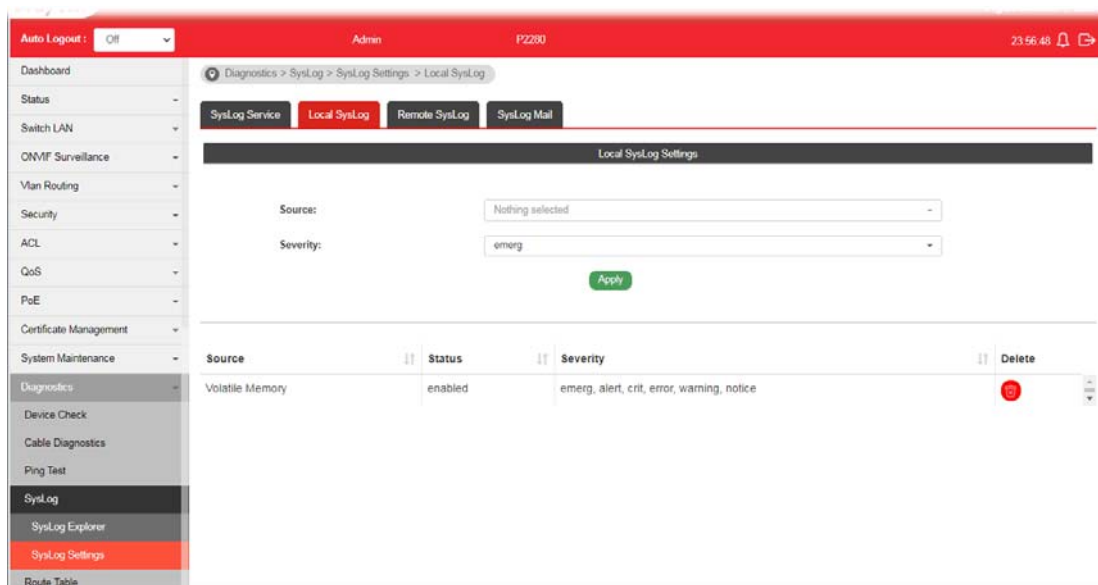 Auto Logout : Off Admin P2280 23:56:48
Dashboard
Status
Switch LAN
ONVIF Surveillance
Vlan Routing
Security
ACL
QoS
PoE
Certificate Management
System Maintenance
Diagnostics
Device Check
Cable Diagnostics
Ping Test
SysLog
SysLog Explorer
SysLog Settings
Route Table
Diagnostics > SysLog > SysLog Settings > Local SysLog
SysLog Service Local SysLog Remote SysLog SysLog Mail
Local SysLog Settings
Source: Nothing selected
Severity: emerg
Apply
Source Status Severity Delete
Volatile Memory enabled emerg, alert, crit, error, warning, notice